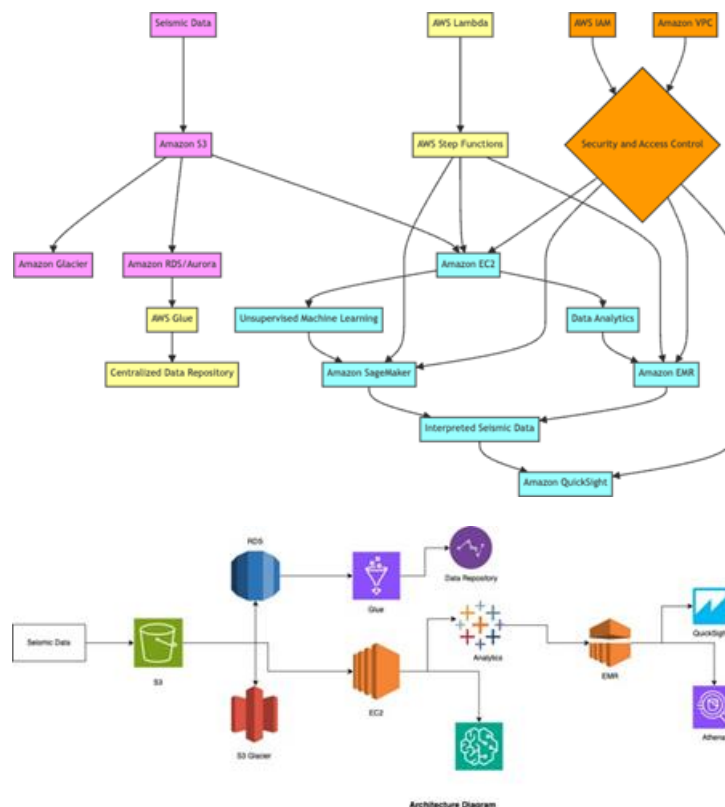 Seismic Data
AWS Lambda
AWS IAM
Amazon VPC
Amazon S3
AWS Step Functions
Security and Access Control
Amazon Glacier
Amazon RDS/Aurora
Amazon EC2
AWS Glue
Unsupervised Machine Learning
Data Analytics
Centralized Data Repository
Amazon SageMaker
Amazon EMR
Interpreted Seismic Data
Amazon QuickSight
RDS
Glue
Data Repository
Seismic Data
S3
Analytics
QuickSight
EMR
S3 Glacier
EC2
Athena
Architecture Diagram